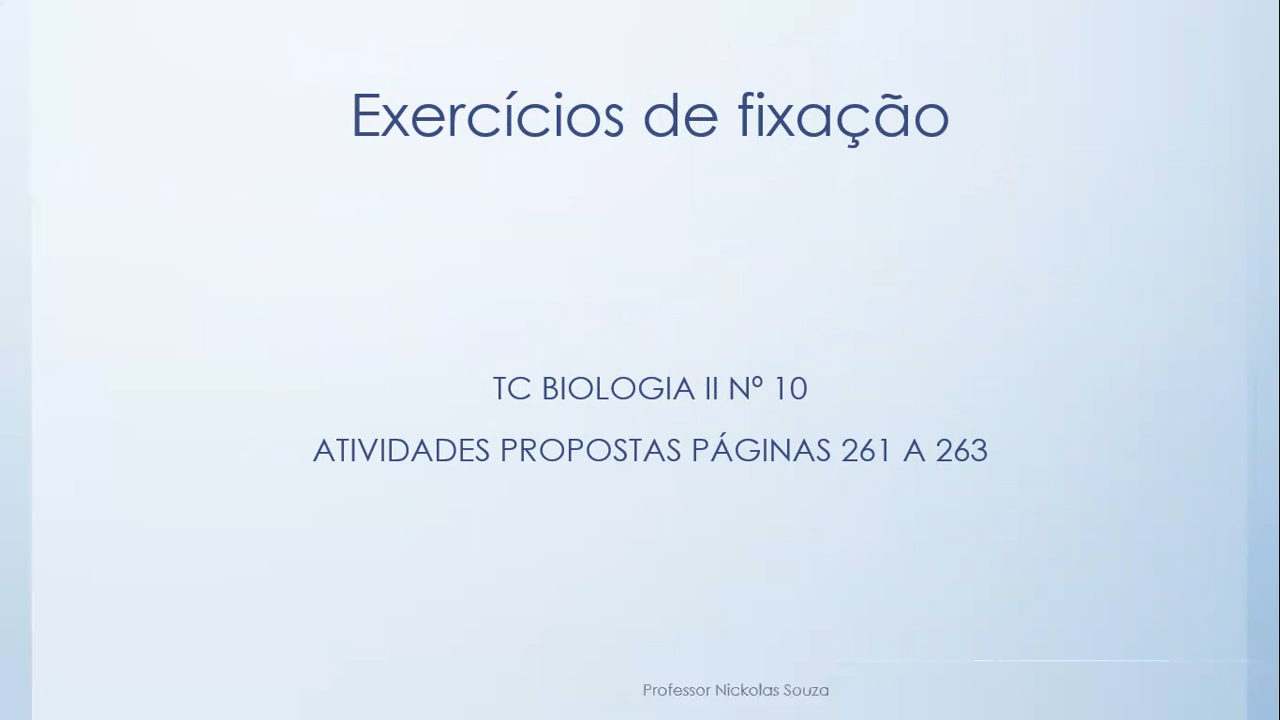 Exercícios de fixação
TC BIOLOGIA II Nº 10
ATIVIDADES PROPOSTAS PÁGINAS 261 A 263
Professor Nickolas Souza